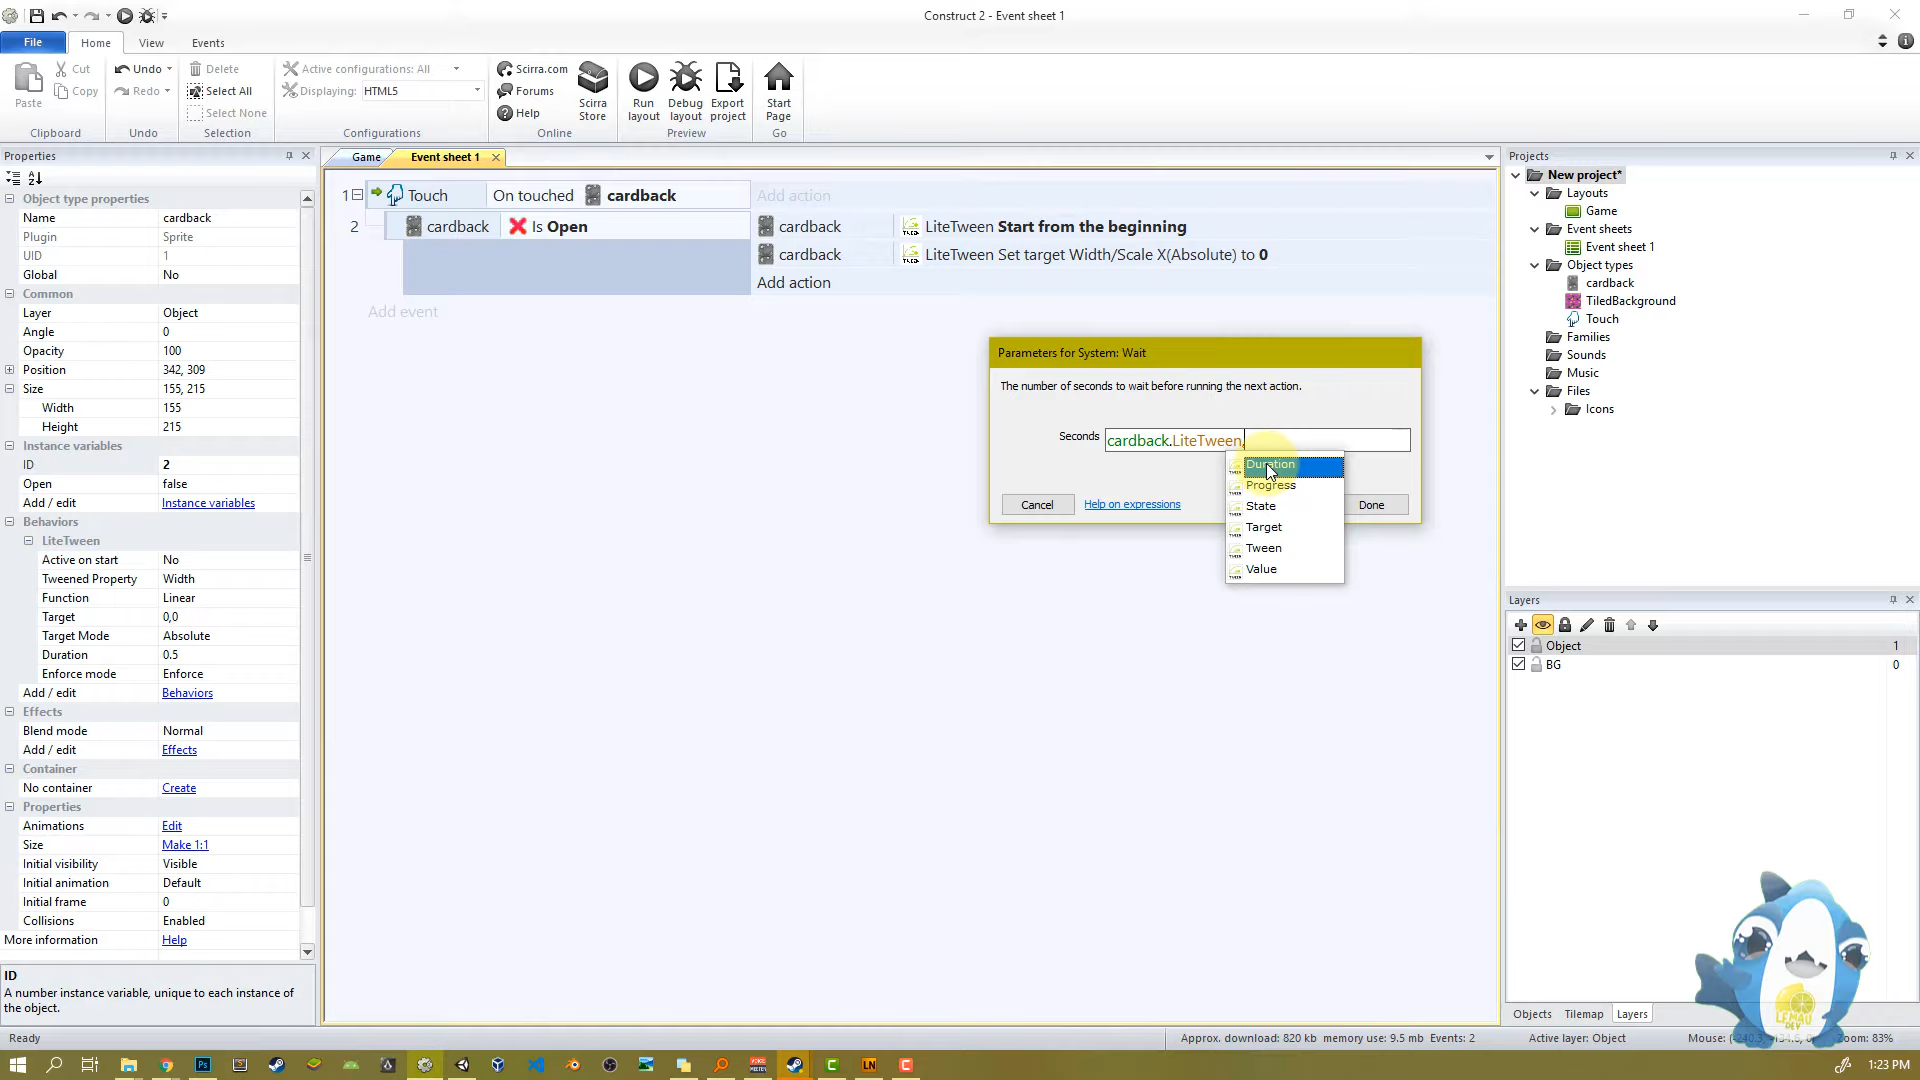 Construct 2 - Event sheet 1
File
Home
View
Events
Paste
Cut
Copy
Clipboard
Undo
Redo
Undo
Delete
Select All
Select None
Selection
Active configurations: All
Displaying:
HTML5
Configurations
Scirra.com
Forums
Help
Scirra Store
Online
Run layout
Debug layout
Export project
Preview
Start Page
Go
Properties
Object type properties
Name cardback
Plugin Sprite
UID 1
Global No
Common
Layer Object
Angle 0
Opacity 100
Position 342, 309
Size 155, 215
Width 155
Height 215
Instance variables
ID 2
Open false
Add / edit Instance variables
Behaviors
LiteTween
Active on start No
Tweened Property Width
Function Linear
Target 0,0
Target Mode Absolute
Duration 0.5
Enforce mode Enforce
Add / edit Behaviors
Effects
Blend mode Normal
Add / edit Effects
Container
No container Create
Properties
Animations Edit
Size Make 1:1
Initial visibility Visible
Initial animation Default
Initial frame 0
Collisions Enabled
More information Help
ID
A number instance variable, unique to each instance of
the object.
Game
Event sheet 1
1 Touch On touched cardback Add action
2 cardback Is Open cardback LiteTween Start from the beginning
cardback LiteTween Set target Width/Scale X(Absolute) to 0
Add action
Add event
Parameters for System: Wait
The number of seconds to wait before running the next action.
Seconds cardback.LiteTween.
Duration
Progress
State
Target
Tween
Value
Cancel
Help on expressions
Done
Projects
New project*
Layouts
Game
Event sheets
Event sheet 1
Object types
cardback
TiledBackground
Touch
Families
Sounds
Music
Files
Icons
Layers
Object 1
BG 0
LEMAU
DEV
Objects Tilemap Layers
Ready
Approx. download: 820 kb memory use: 9.5 mb Events: 2
Active layer: Object
Zoom: 83%
1:23 PM